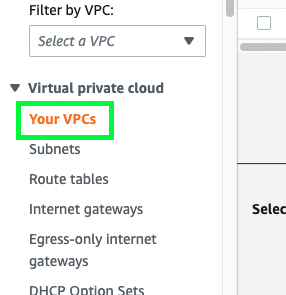 Filter by VPC:
Select a VPC
Virtual private cloud
Your VPCs
Subnets
Route tables
Internet gateways
Egress-only internet
gateways
DHCP Option Sets